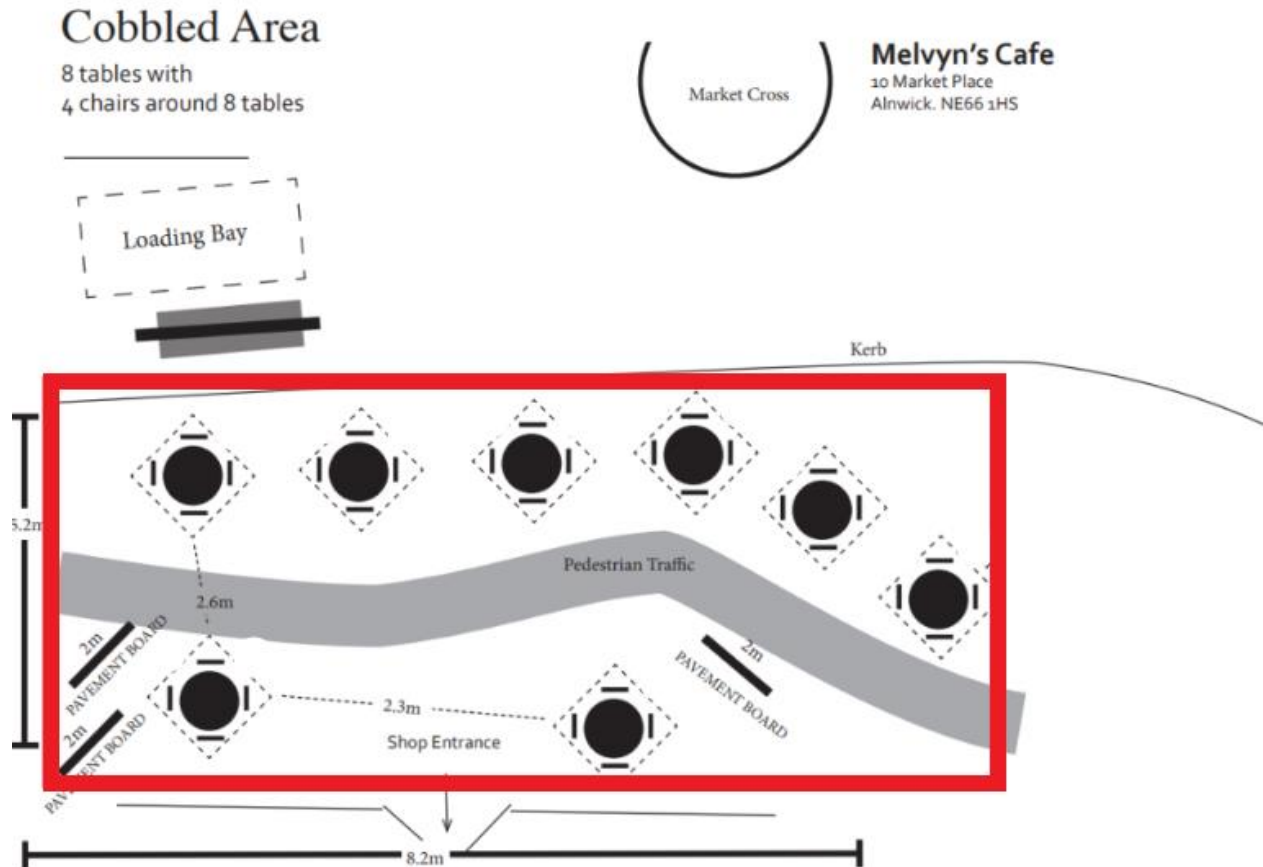 Cobbled Area
8 tables with
4 chairs around 8 tables
Market Cross
Melvyn's Cafe
10 Market Place
Alnwick. NE66 1HS
Loading Bay
Kerb
5.2m
Pedestrian Traffic
2.6m
2m
PAVEMENT BOARD
2m
PAVEMENT BOARD
2m
PAVEMENT BOARD
2.3m
Shop Entrance
8.2m